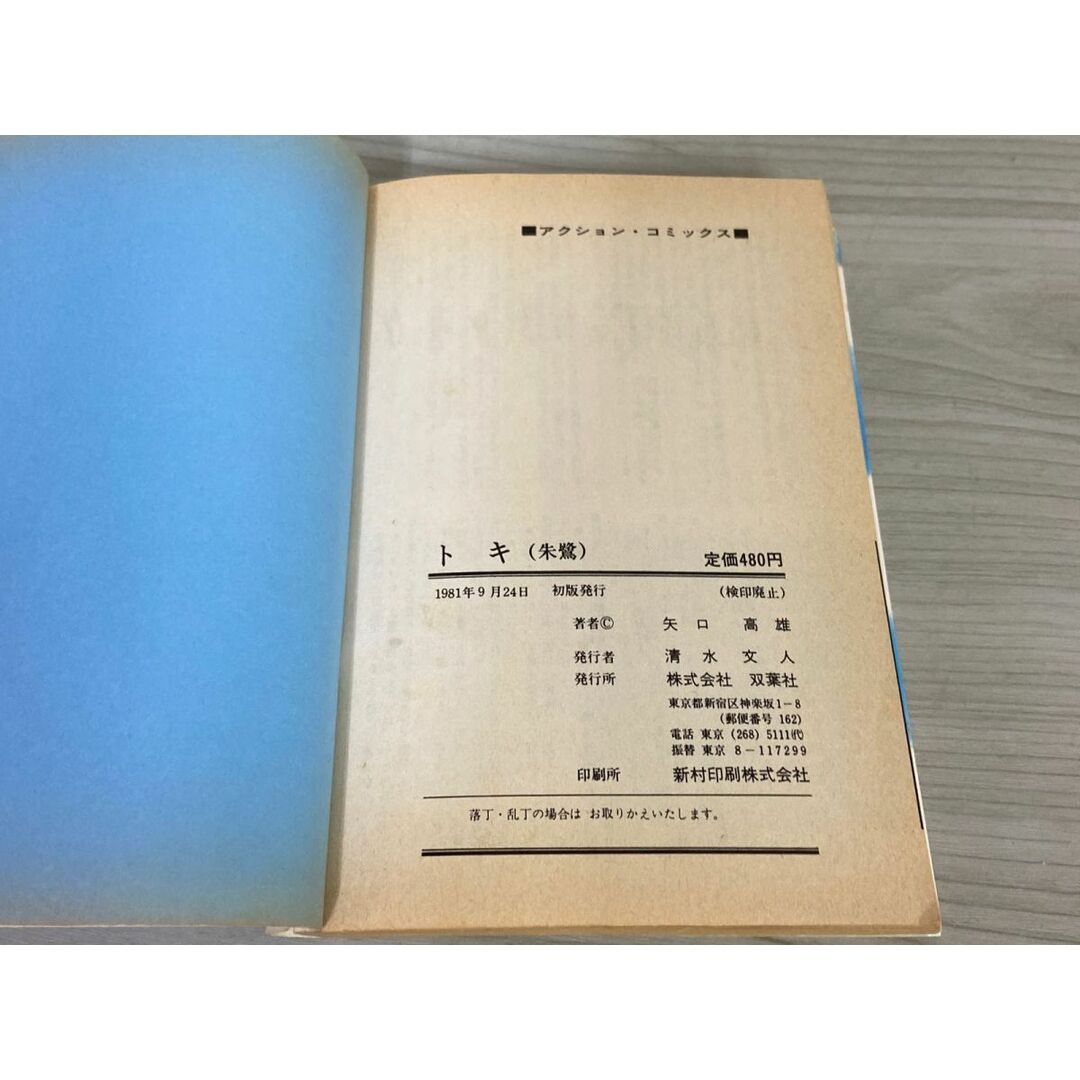 ■アクション・コミックス■
トキ（朱鷺） 定価480円
1981年9月24日 初版発行 （検印廃止）
著者© 矢口高雄
発行者 清水文人
発行所 株式会社 双葉社
東京都新宿区神楽坂1－8
（郵便番号 162）
電話 東京 (268) 5111㈹
振替 東京 8－117299
印刷所 新村印刷株式会社
落丁・乱丁の場合は お取りかえいたします。